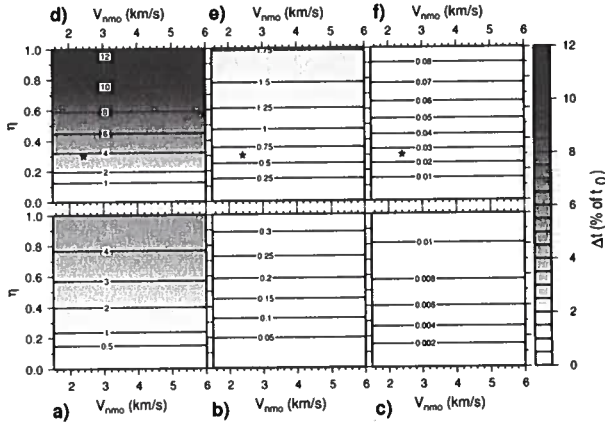 d) V_nmo (km/s) e) V_nmo (km/s) f) V_nmo (km/s)
2 3 4 5 6 2 3 4 5 6 2 3 4 5 6
1.0 0.8 0.6 0.4 0.2 0.0
η
12 10 8 6 4 2 1
1.75 1.5 1.25 1 0.75 0.5 0.25
0.08 0.07 0.06 0.05 0.04 0.03 0.02 0.01
1.0 0.8 0.6 0.4 0.2 0.0
η
4 3 2 1 0.5
0.3 0.25 0.2 0.15 0.1 0.05
0.01 0.008 0.006 0.004 0.002
12 10 8 6 4 2 0
Δt (% of t_0)
2 3 4 5 6 2 3 4 5 6 2 3 4 5 6
a) V_nmo (km/s) b) V_nmo (km/s) c) V_nmo (km/s)